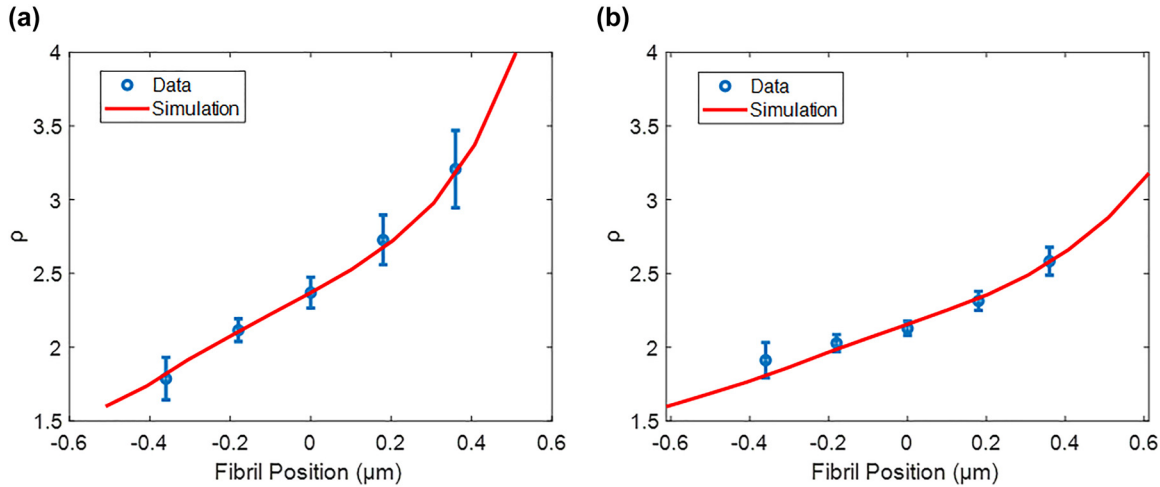 (a)
4
3.5
3
2.5
2
1.5
ρ
-0.6
-0.4
-0.2
0
0.2
0.4
0.6
Fibril Position (µm)
Data
Simulation
(b)
4
3.5
3
2.5
2
1.5
ρ
-0.6
-0.4
-0.2
0
0.2
0.4
0.6
Fibril Position (µm)
Data
Simulation